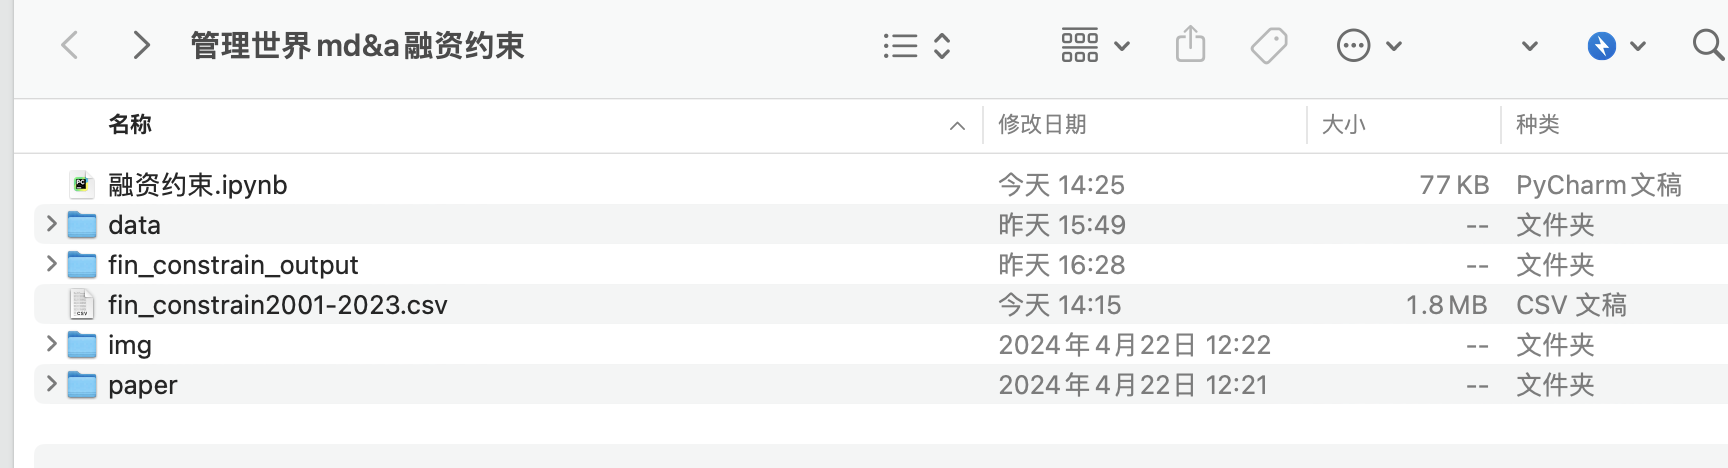 管理世界md&a融资约束
名称 修改日期 大小 种类
融资约束.ipynb 今天 14:25 77 KB PyCharm文稿
data 昨天 15:49 -- 文件夹
fin_constrain_output 昨天 16:28 -- 文件夹
fin_constrain2001-2023.csv 今天 14:15 1.8 MB CSV 文稿
img 2024年4月22日 12:22 -- 文件夹
paper 2024年4月22日 12:21 -- 文件夹